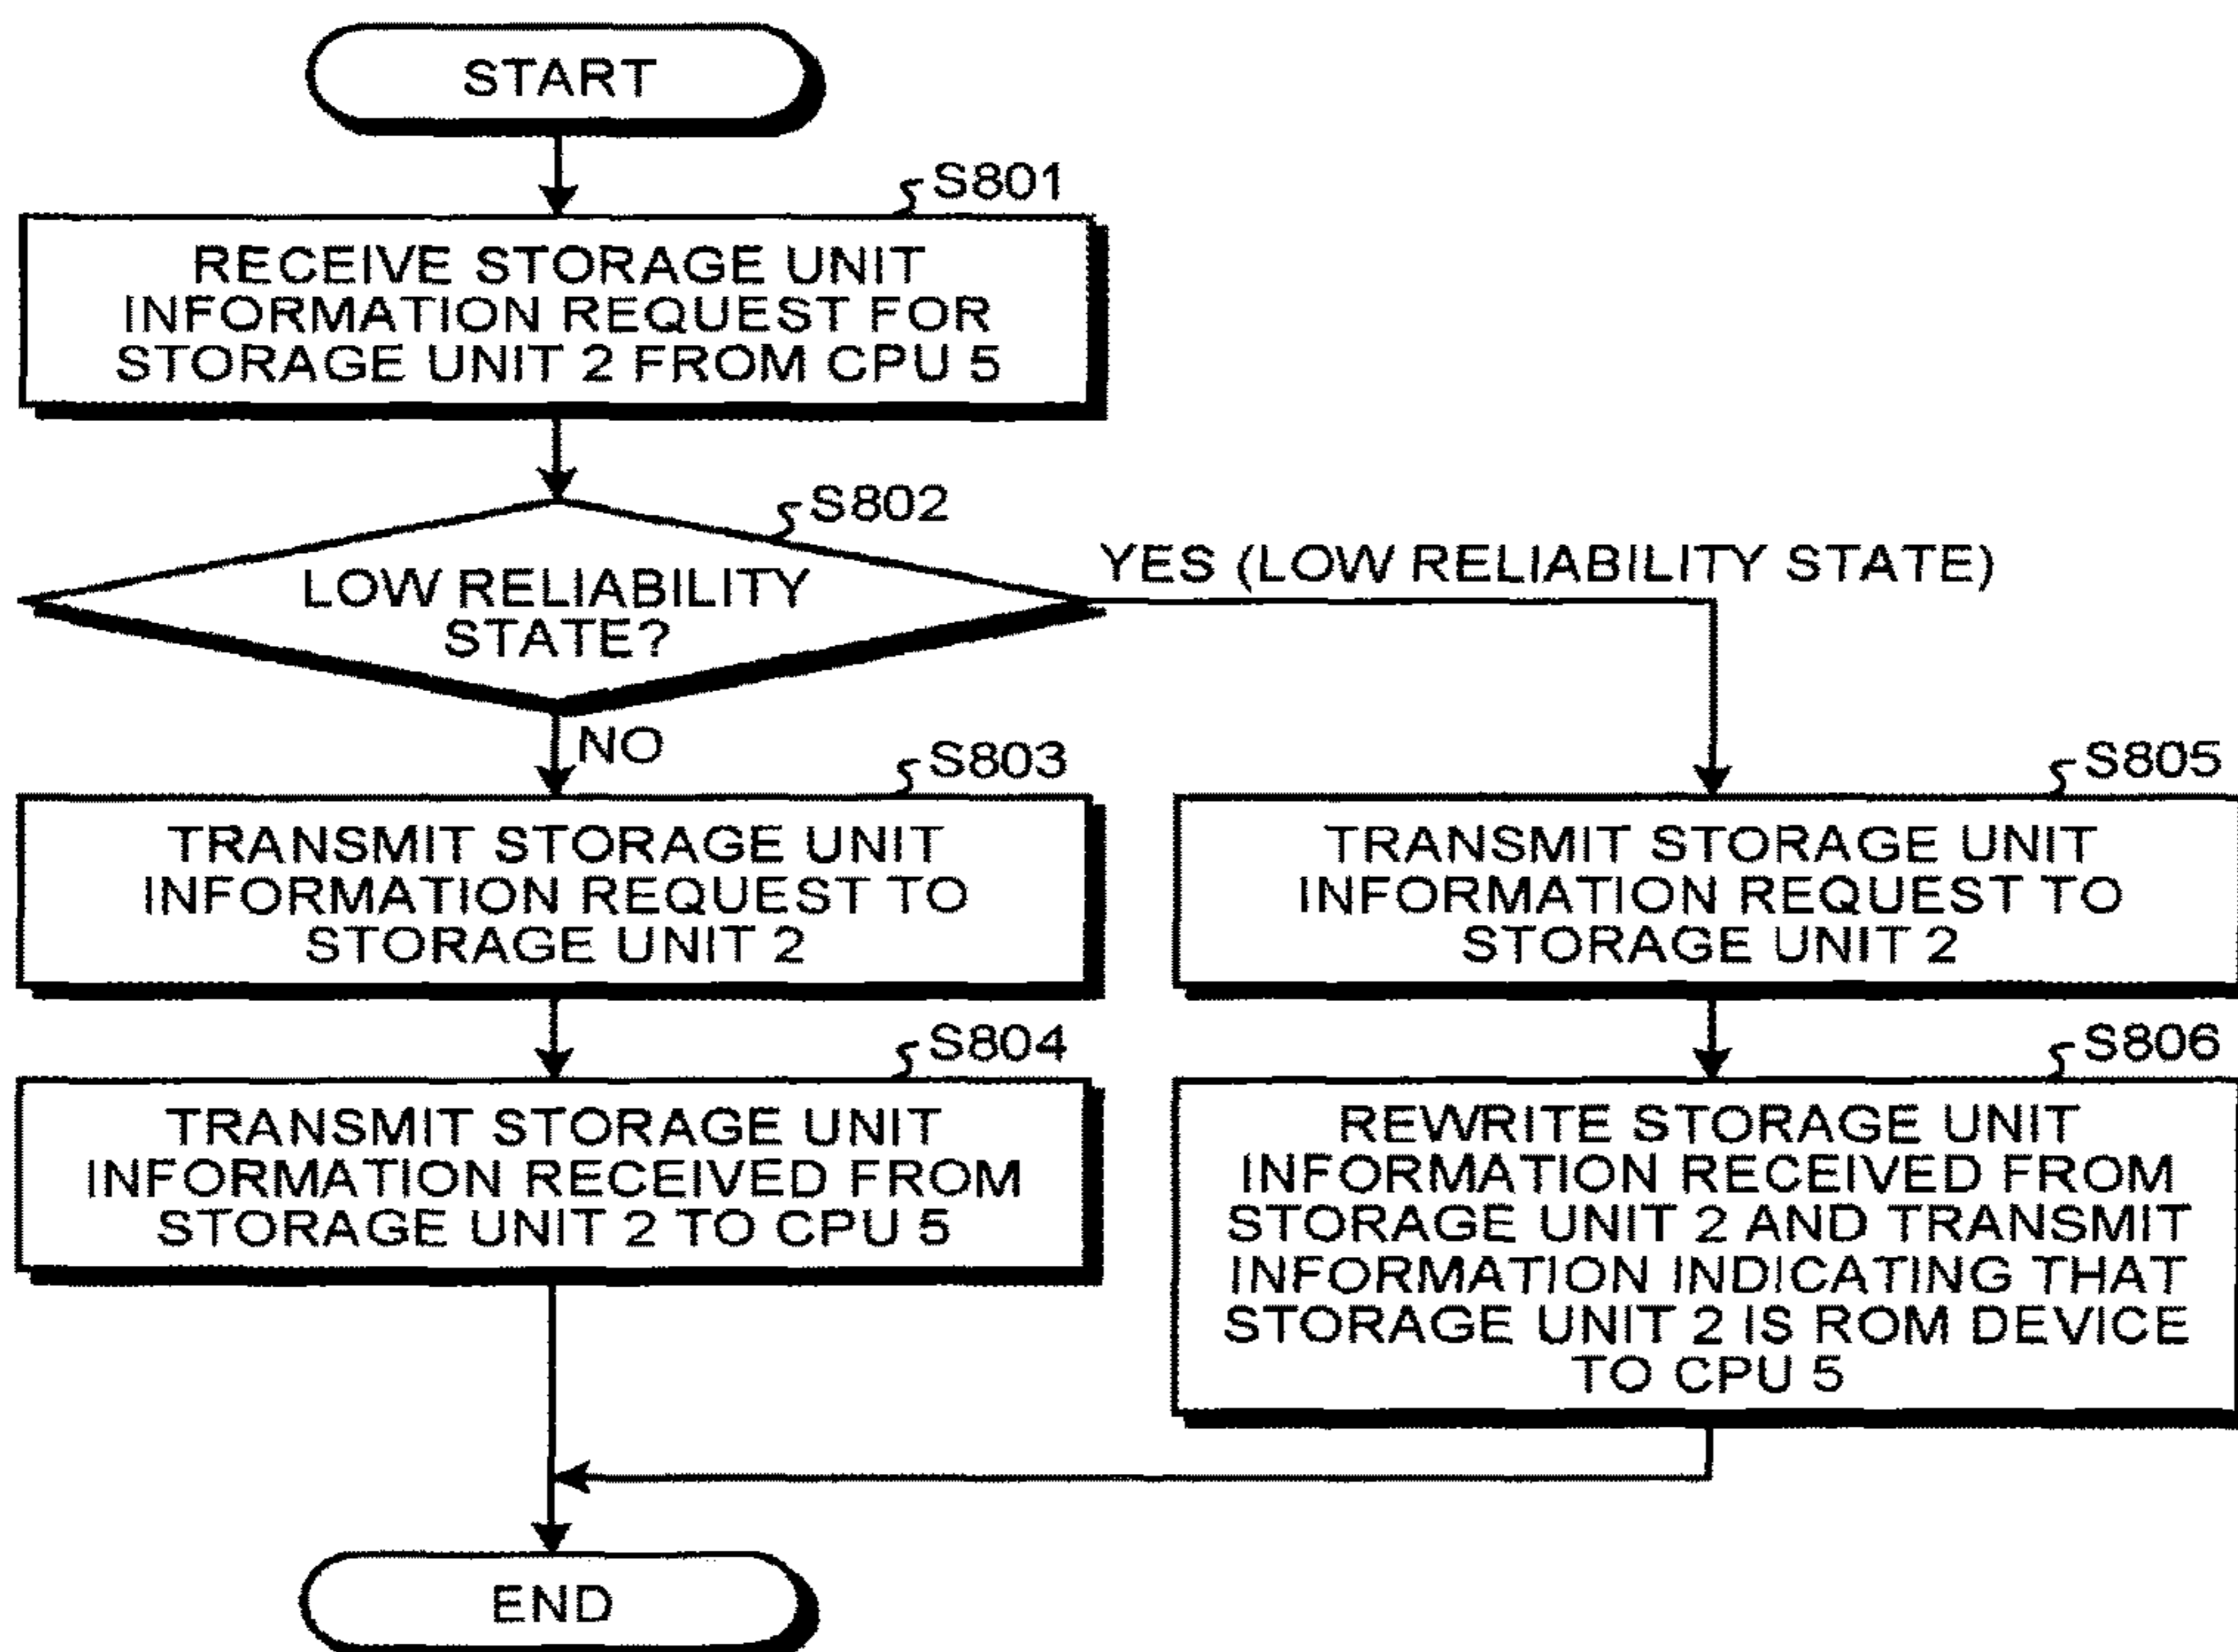 START
S801
RECEIVE STORAGE UNIT
INFORMATION REQUEST FOR
STORAGE UNIT 2 FROM CPU 5
S802
LOW RELIABILITY
STATE?
YES (LOW RELIABILITY STATE)
NO
S803
TRANSMIT STORAGE UNIT
INFORMATION REQUEST TO
STORAGE UNIT 2
S804
TRANSMIT STORAGE UNIT
INFORMATION RECEIVED FROM
STORAGE UNIT 2 TO CPU 5
S805
TRANSMIT STORAGE UNIT
INFORMATION REQUEST TO
STORAGE UNIT 2
S806
REWRITE STORAGE UNIT
INFORMATION RECEIVED FROM
STORAGE UNIT 2 AND TRANSMIT
INFORMATION INDICATING THAT
STORAGE UNIT 2 IS ROM DEVICE
TO CPU 5
END